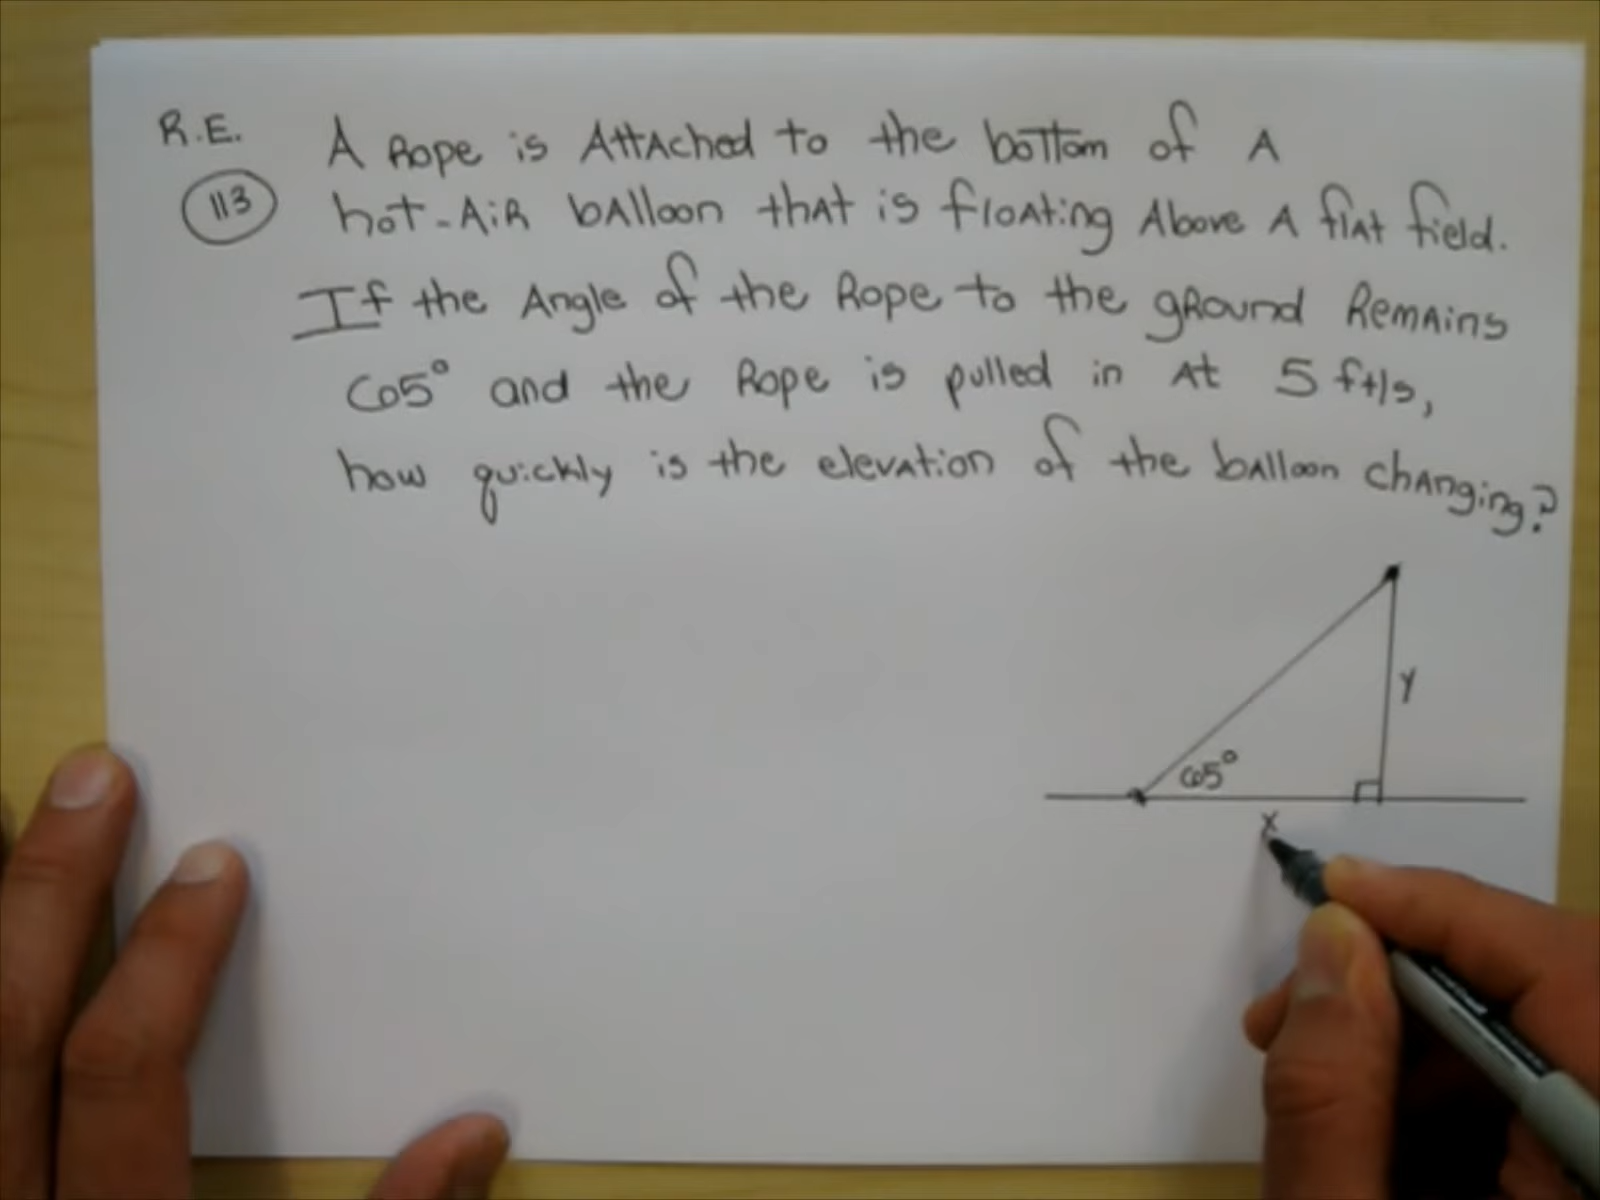 R.E. A Rope is Attached to the bottom of A
113 hot-Air balloon that is floating Above A flat field.
If the Angle of the Rope to the ground Remains
65° and the Rope is pulled in At 5 ft/s,
how quickly is the elevation of the balloon changing?
y
65°
x